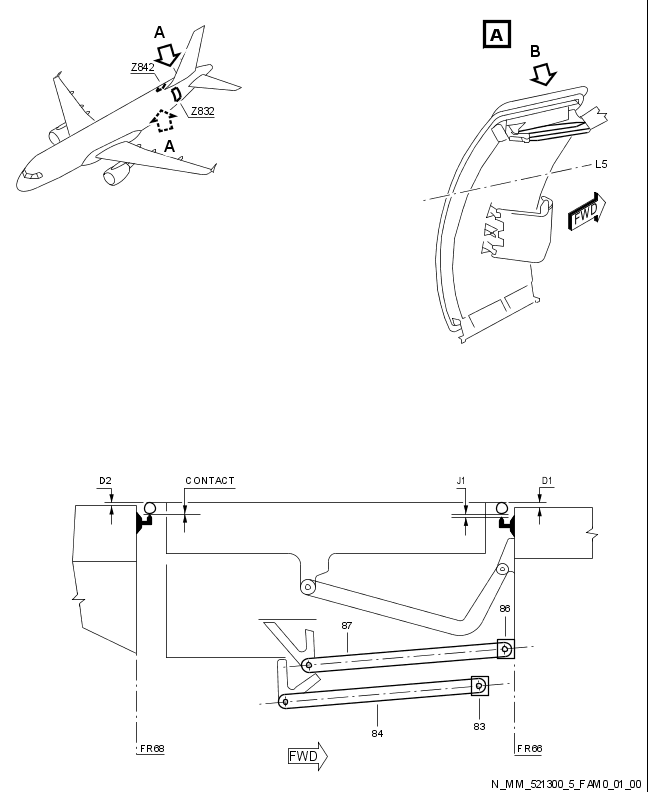 A
Z842
Z832
A
A
B
L5
FWD
D2
CONTACT
J1
D1
86
87
84
83
FR68
FR66
FWD
N_MM_521300_5_FAM0_01_00